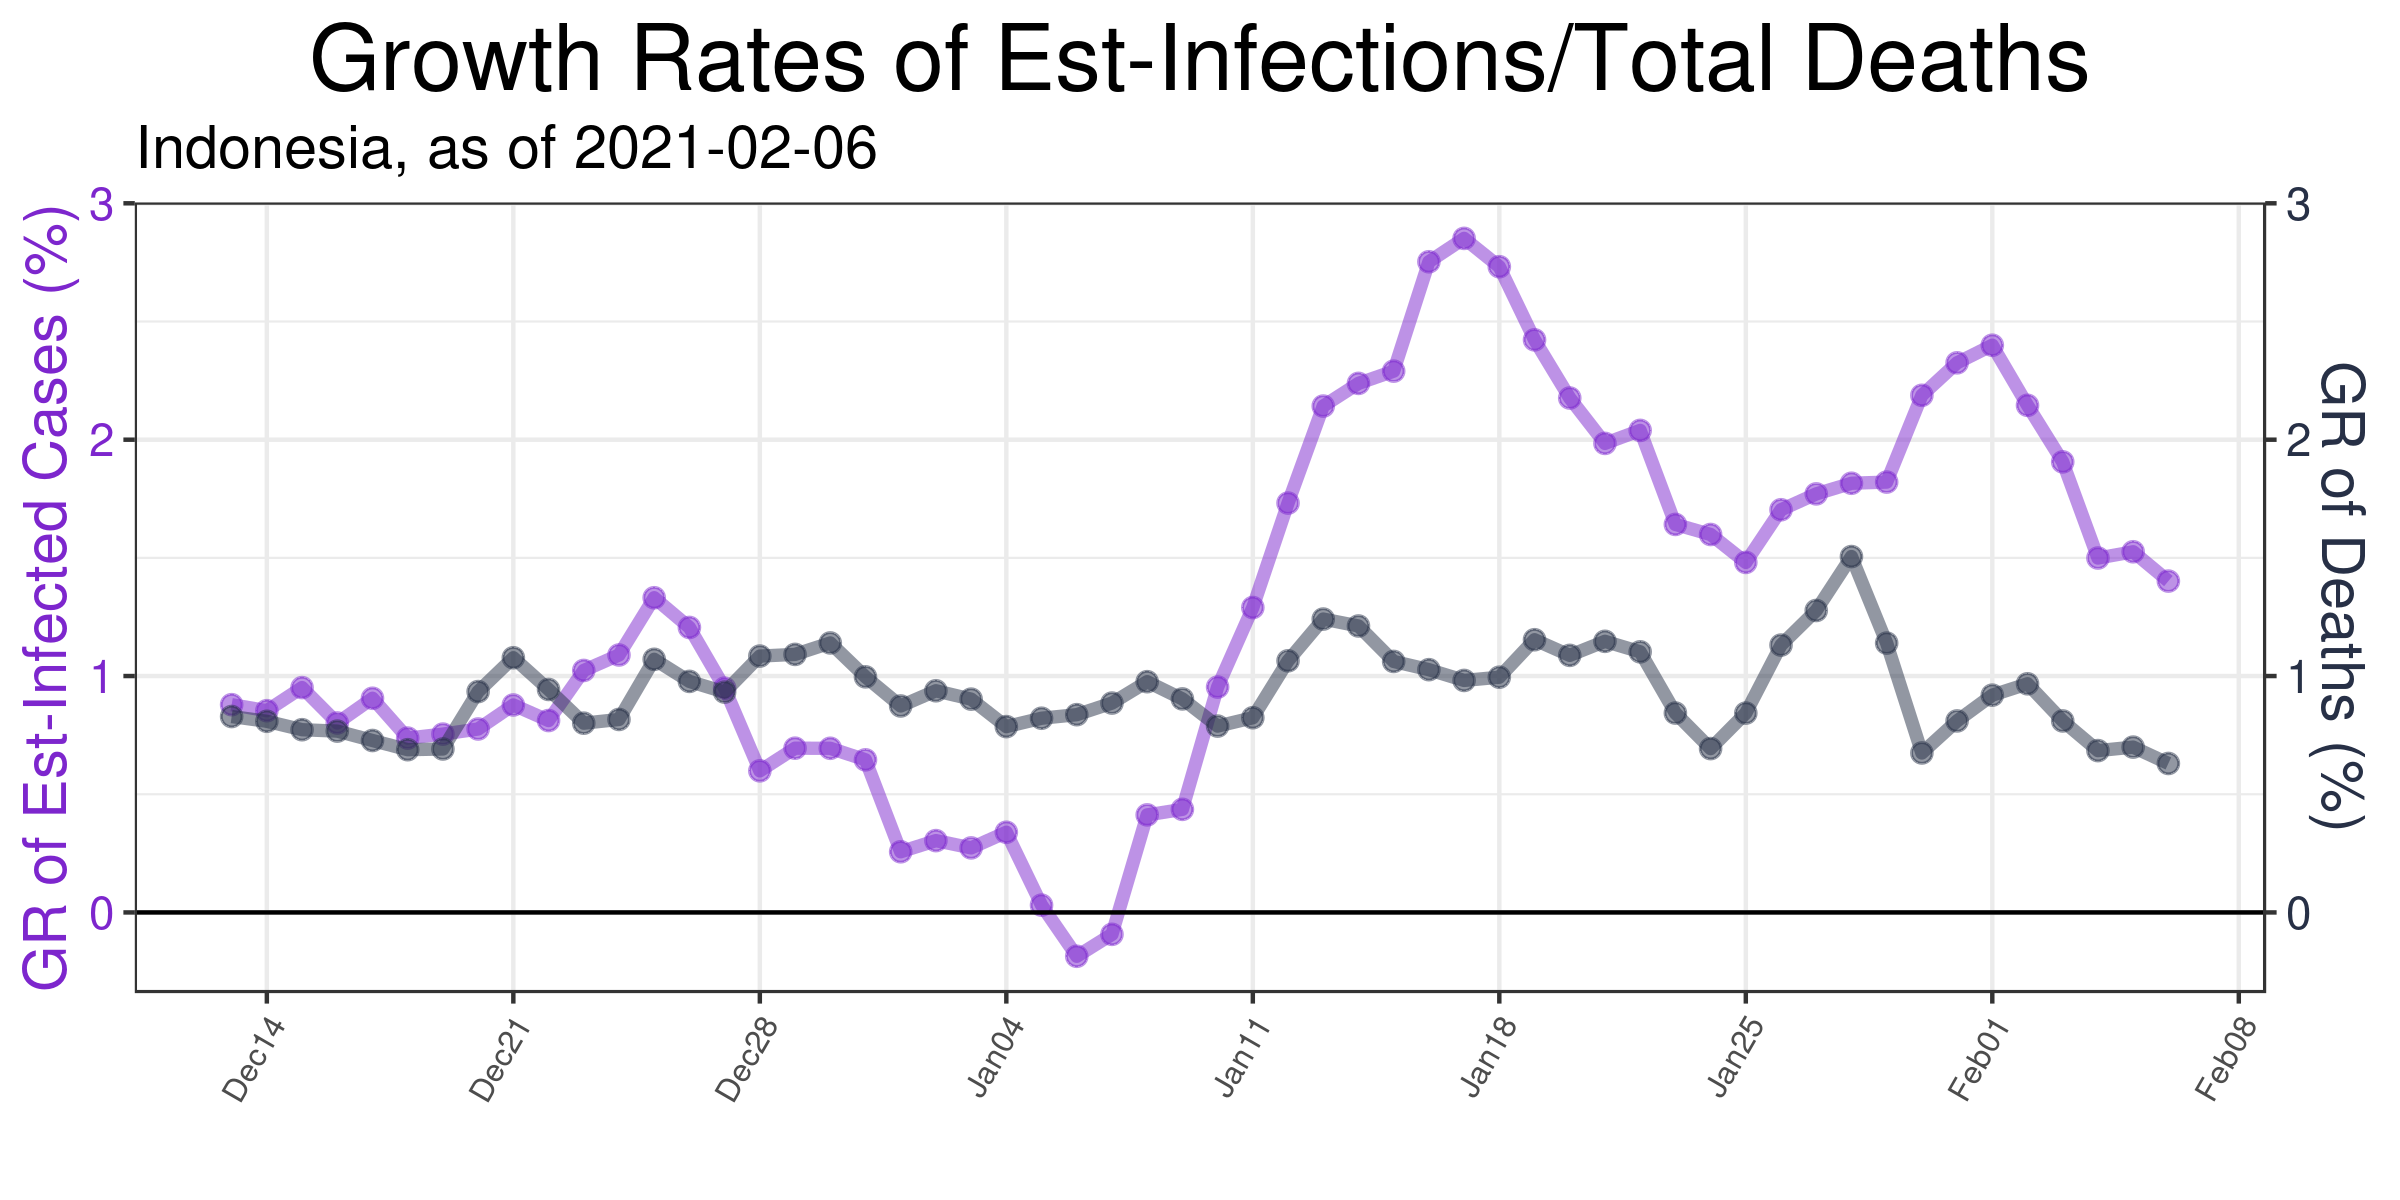 Growth Rates of Est-Infections/Total Deaths
Indonesia, as of 2021-02-06
GR of Est-Infected Cases (%)
3
2
1
0
3
2
1
0
GR of Deaths (%)
Dec14
Dec21
Dec28
Jan04
Jan11
Jan18
Jan25
Feb01
Feb08